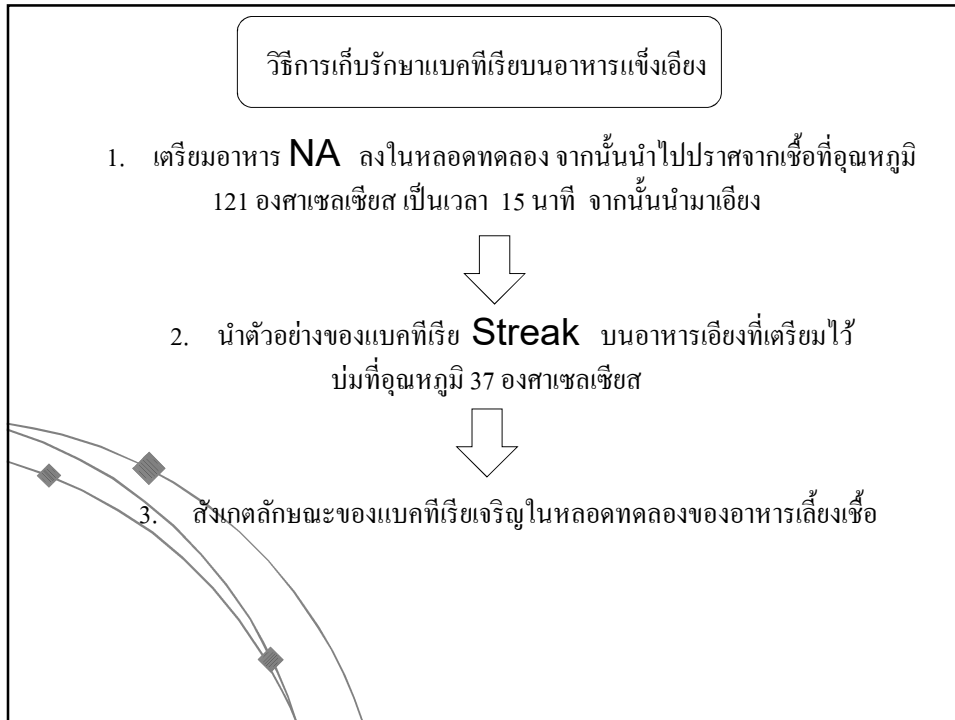 วิธีการเก็บรักษาแบคทีเรียบนอาหารแข็งเอียง
1. เตรียมอาหาร NA ลงในหลอดทดลอง จากนั้นนำไปปราศจากเชื้อที่อุณหภูมิ
121 องศาเซลเซียส เป็นเวลา 15 นาที จากนั้นนำมาเอียง
2. นำตัวอย่างของแบคทีเรีย Streak บนอาหารเอียงที่เตรียมไว้
บ่มที่อุณหภูมิ 37 องศาเซลเซียส
3. สังเกตลักษณะของแบคทีเรียเจริญในหลอดทดลองของอาหารเลี้ยงเชื้อ